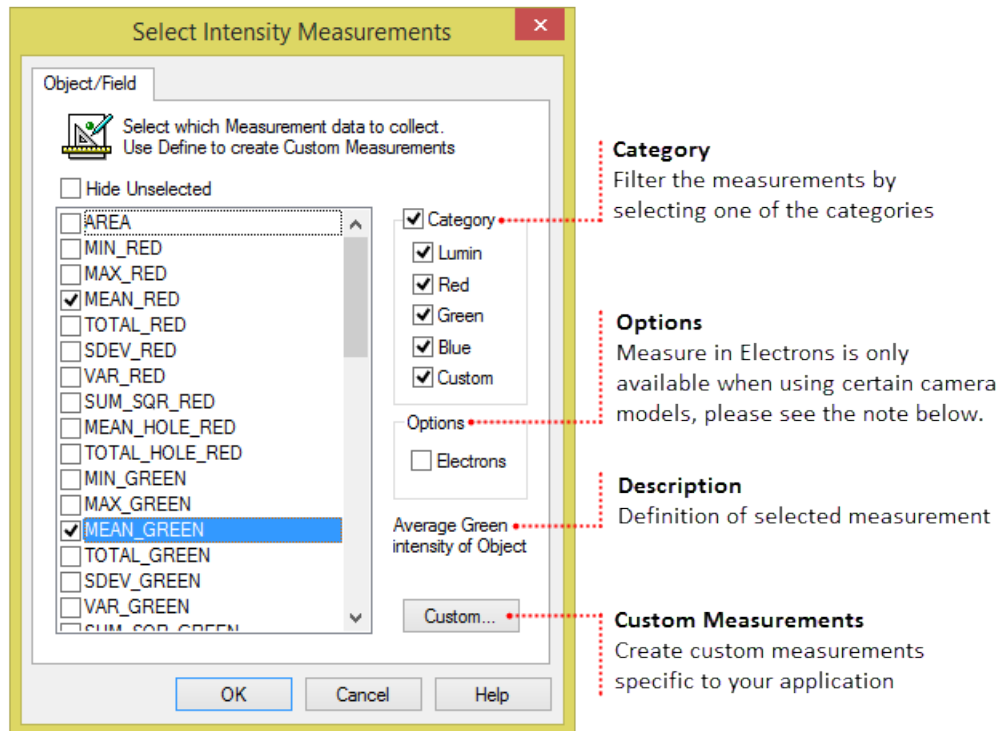 Select Intensity Measurements
Object/Field
Select which Measurement data to collect.
Use Define to create Custom Measurements
Hide Unselected
AREA
MIN_RED
MAX_RED
MEAN_RED
TOTAL_RED
SDEV_RED
VAR_RED
SUM_SQR_RED
MEAN_HOLE_RED
TOTAL_HOLE_RED
MIN_GREEN
MAX_GREEN
MEAN_GREEN
TOTAL_GREEN
SDEV_GREEN
VAR_GREEN
SUM_SQR_GREEN
Category
Lumin
Red
Green
Blue
Custom
Options
Electrons
Average Green
intensity of Object
Custom...
OK
Cancel
Help
Category
Filter the measurements by
selecting one of the categories
Options
Measure in Electrons is only
available when using certain camera
models, please see the note below.
Description
Definition of selected measurement
Custom Measurements
Create custom measurements
specific to your application